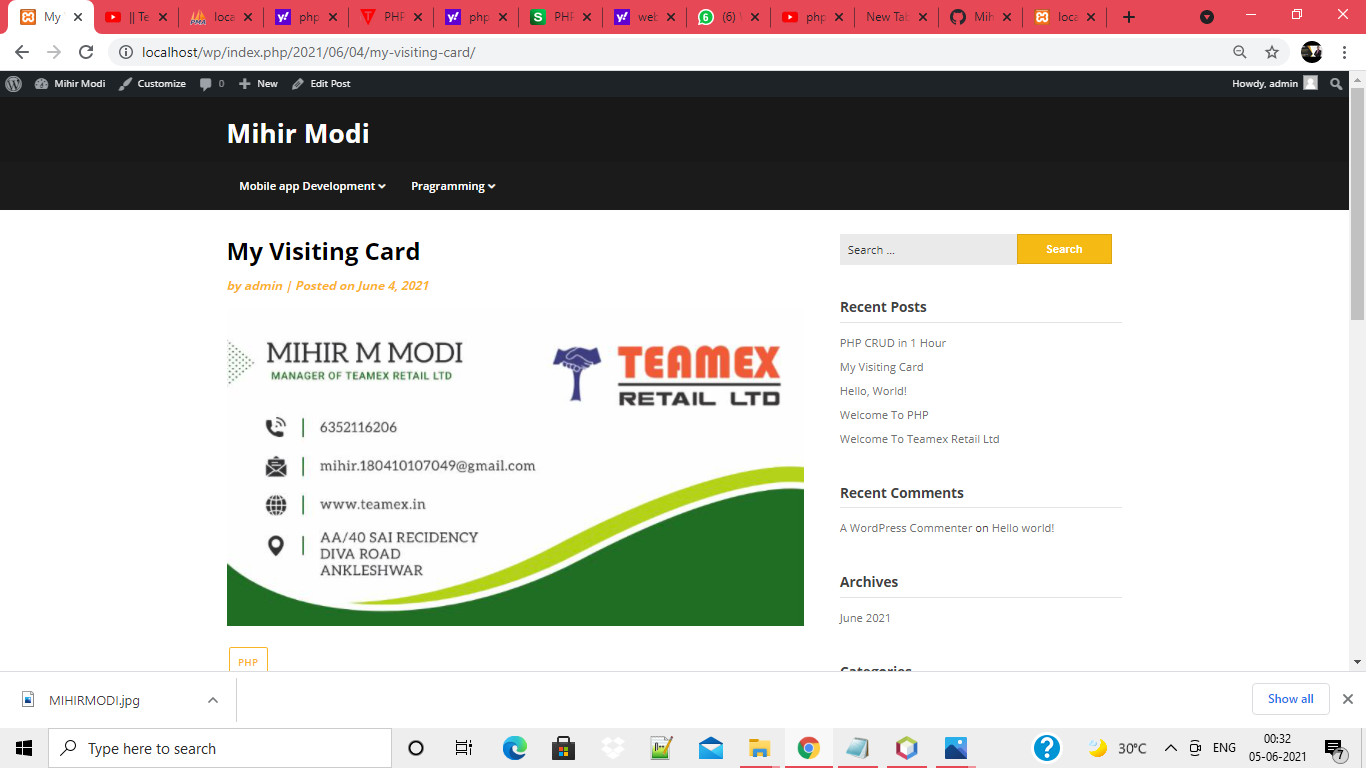 My
|| Te
loca
php
PHP
php
PHP
web
(6) 
php
New Tab
Mih
loca
localhost/wp/index.php/2021/06/04/my-visiting-card/
Mihir Modi
Customize
0
New
Edit Post
Howdy, admin
Mihir Modi
Mobile app Development
Pragramming
My Visiting Card
by admin | Posted on June 4, 2021
MIHIR M MODI
MANAGER OF TEAMEX RETAIL LTD
TEAMEX
RETAIL LTD
6352116206
mihir.180410107049@gmail.com
www.teamex.in
AA/40 SAI RECIDENCY
DIVA ROAD
ANKLESHWAR
PHP
Search ...
Search
Recent Posts
PHP CRUD in 1 Hour
My Visiting Card
Hello, World!
Welcome To PHP
Welcome To Teamex Retail Ltd
Recent Comments
A WordPress Commenter on Hello world!
Archives
June 2021
Categories
MIHIRMODI.jpg
Show all
Type here to search
30°C
ENG
00:32
05-06-2021
7